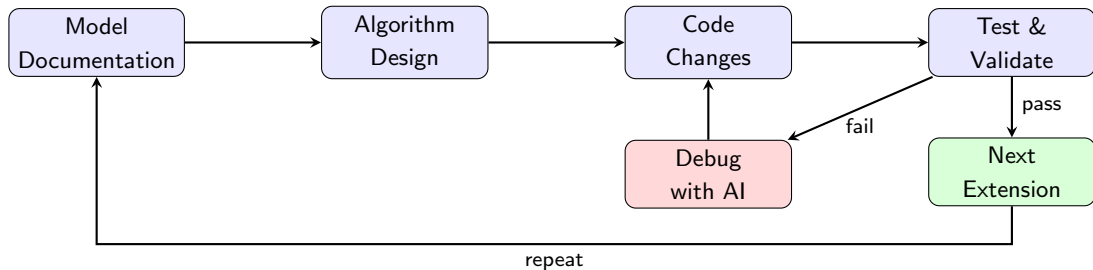 Model
Documentation
Algorithm
Design
Code
Changes
Test &
Validate
pass
fail
Debug
with AI
Next
Extension
repeat